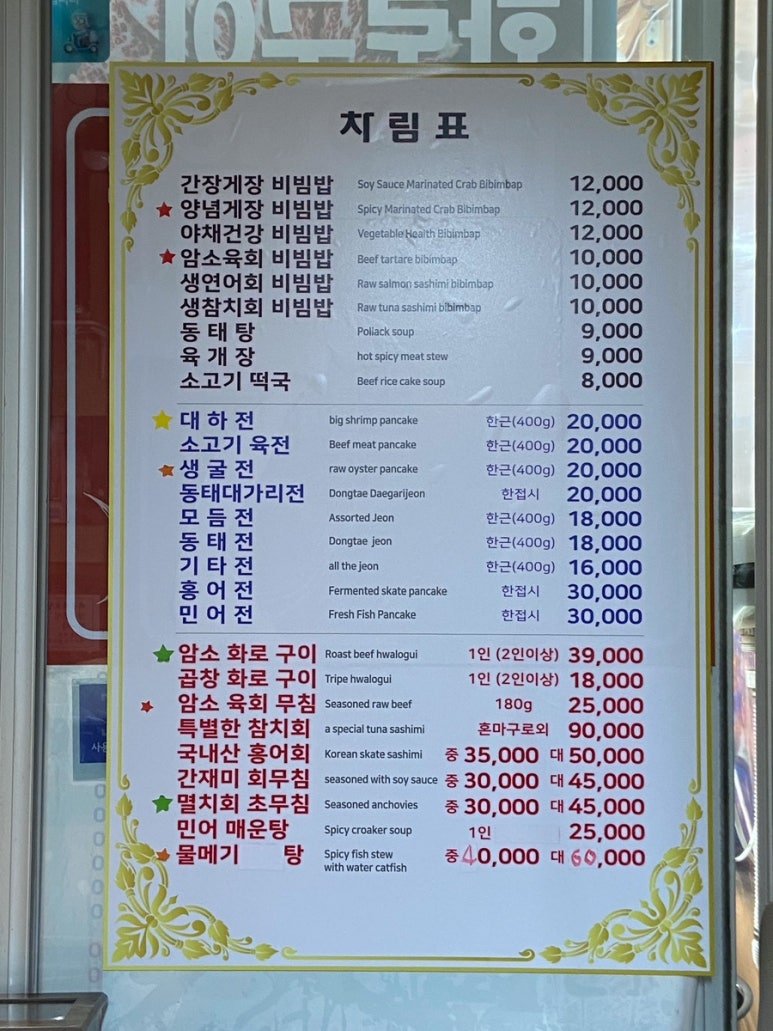 차림표
간장게장 비빔밥 Soy Sauce Marinated Crab Bibimbap 12,000
양념게장 비빔밥 Spicy Marinated Crab Bibimbap 12,000
야채건강 비빔밥 Vegetable Health Bibimbap 12,000
암소육회 비빔밥 Beef tartare bibimbap 10,000
생연어회 비빔밥 Raw salmon sashimi bibimbap 10,000
생참치회 비빔밥 Raw tuna sashimi bibimbap 10,000
동태탕 Pollack soup 9,000
육개장 hot spicy meat stew 9,000
소고기 떡국 Beef rice cake soup 8,000
대하전 big shrimp pancake 한근(400g) 20,000
소고기 육전 Beef meat pancake 한근(400g) 20,000
생굴전 raw oyster pancake 한근(400g) 20,000
동태대가리전 Dongtae Daegarijeon 한접시 20,000
모듬전 Assorted Jeon 한근(400g) 18,000
동태전 Dongtae jeon 한근(400g) 18,000
기타전 all the jeon 한근(400g) 16,000
홍어전 Fermented skate pancake 한접시 30,000
민어전 Fresh Fish Pancake 한접시 30,000
암소 화로 구이 Roast beef hwalogui 1인 (2인이상) 39,000
곱창 화로 구이 Tripe hwalogui 1인 (2인이상) 18,000
암소 육회 무침 Seasoned raw beef 180g 25,000
특별한 참치회 a special tuna sashimi 혼마구로외 90,000
국내산 홍어회 Korean skate sashimi 중 35,000 대 50,000
간재미 회무침 seasoned with soy sauce 중 30,000 대 45,000
멸치회 초무침 Seasoned anchovies 중 30,000 대 45,000
민어 매운탕 Spicy croaker soup 1인 25,000
물메기 탕 Spicy fish stew 중 40,000 대 60,000
with water catfish